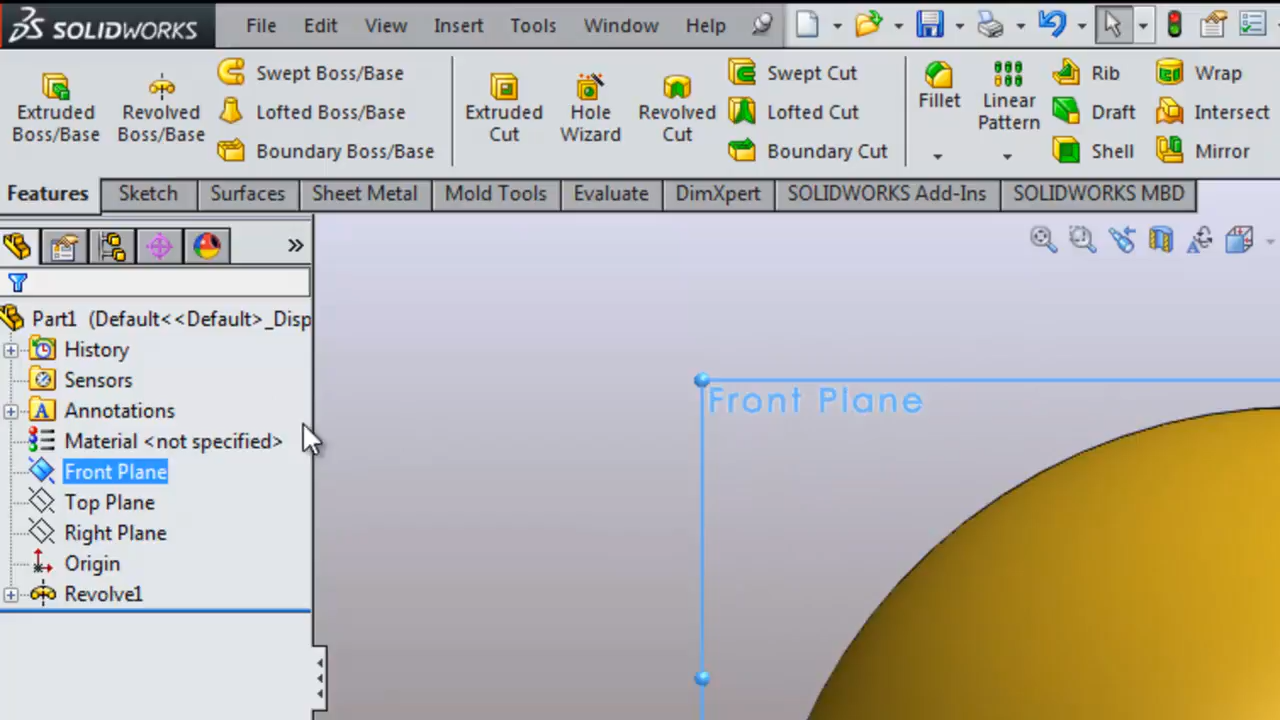 SOLIDWORKS File Edit View Insert Tools Window Help
Extruded Boss/Base
Revolved Boss/Base
Swept Boss/Base
Lofted Boss/Base
Boundary Boss/Base
Extruded Cut
Hole Wizard
Revolved Cut
Swept Cut
Lofted Cut
Boundary Cut
Fillet
Linear Pattern
Rib
Draft
Shell
Wrap
Intersect
Mirror
Features Sketch Surfaces Sheet Metal Mold Tools Evaluate DimXpert SOLIDWORKS Add-Ins SOLIDWORKS MBD
Part1 (Default<<Default>_Disp
History
Sensors
Annotations
Material <not specified>
Front Plane
Top Plane
Right Plane
Origin
Revolve1
Front Plane